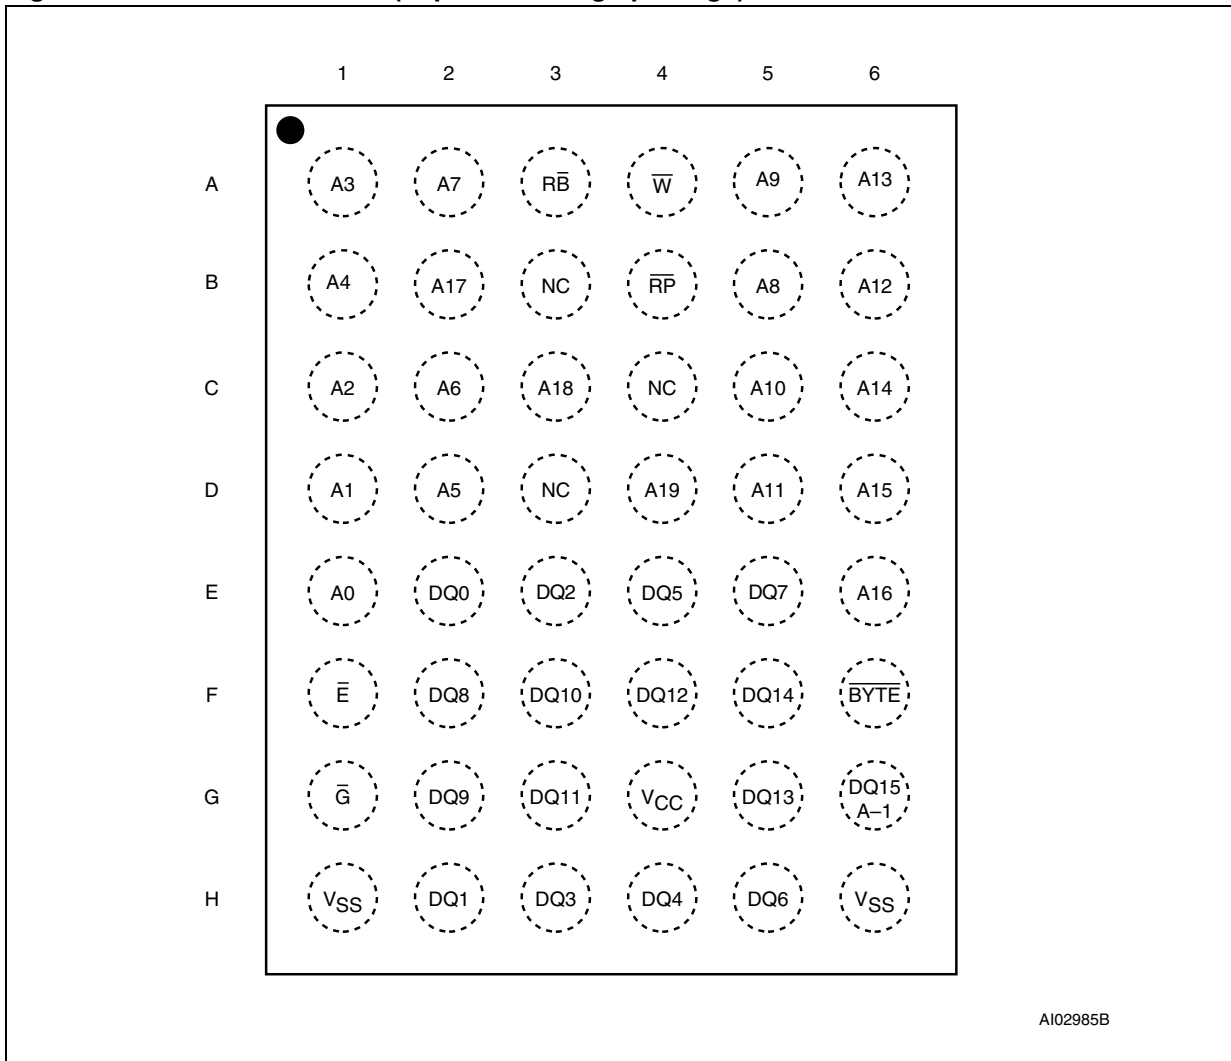 1 2 3 4 5 6
A A3 A7 RB̅ W̅ A9 A13
B A4 A17 NC R̅P̅ A8 A12
C A2 A6 A18 NC A10 A14
D A1 A5 NC A19 A11 A15
E A0 DQ0 DQ2 DQ5 DQ7 A16
F E̅ DQ8 DQ10 DQ12 DQ14 B̅Y̅T̅E̅
G G̅ DQ9 DQ11 VCC DQ13 DQ15
A–1
H VSS DQ1 DQ3 DQ4 DQ6 VSS
AI02985B